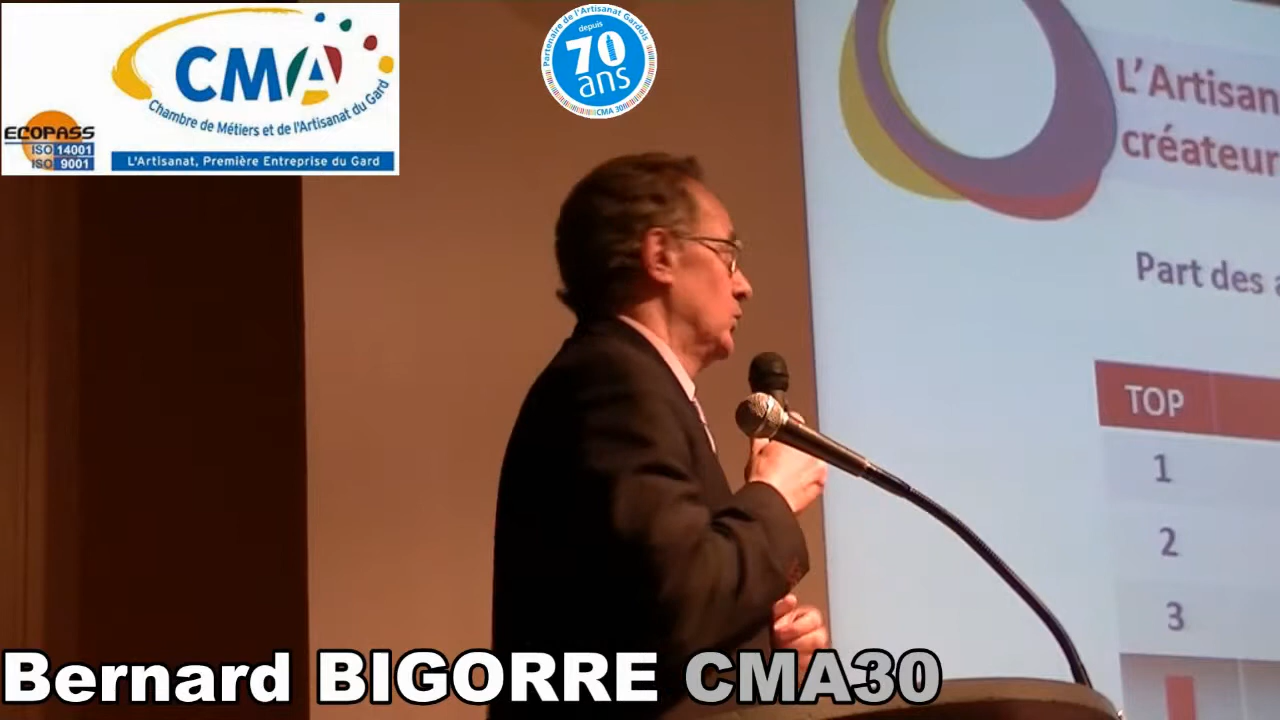 CMA
Chambre de Métiers et de l'Artisanat du Gard
ECOPASS
ISO 14001
ISO 9001
L'Artisanat, Première Entreprise du Gard
Partenaire de l'Artisanat Gardois
depuis
70
ans
CMA 30
L'Artisan
créateur
Part des
TOP
1
2
3
Bernard BIGORRE CMA30